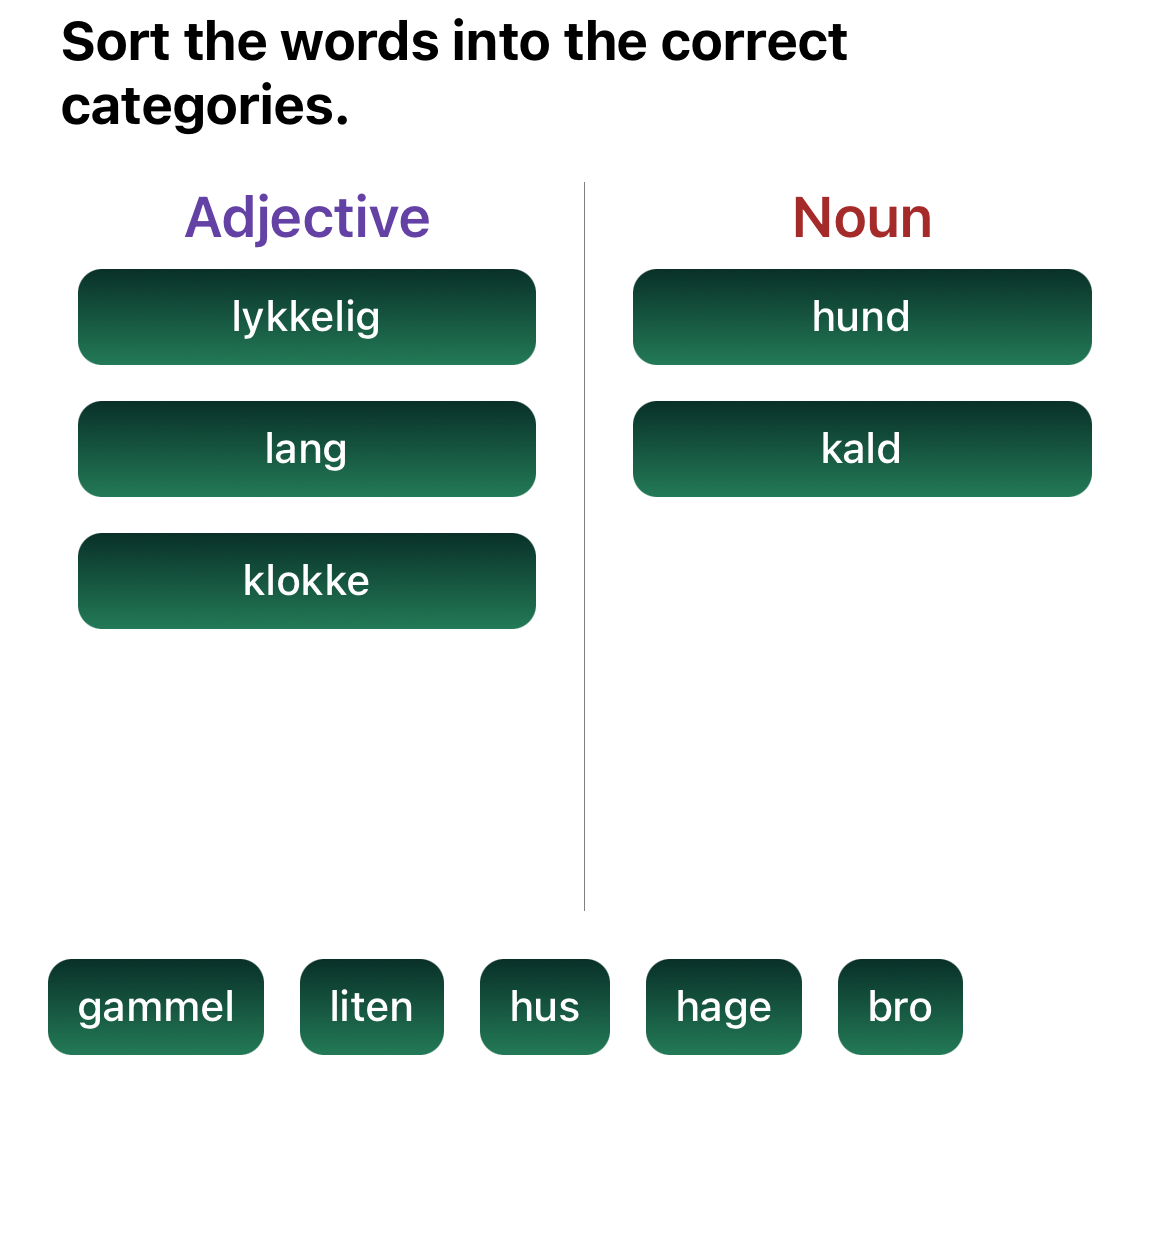 Sort the words into the correct
categories.
Adjective
Noun
lykkelig
hund
lang
kald
klokke
gammel
liten
hus
hage
bro